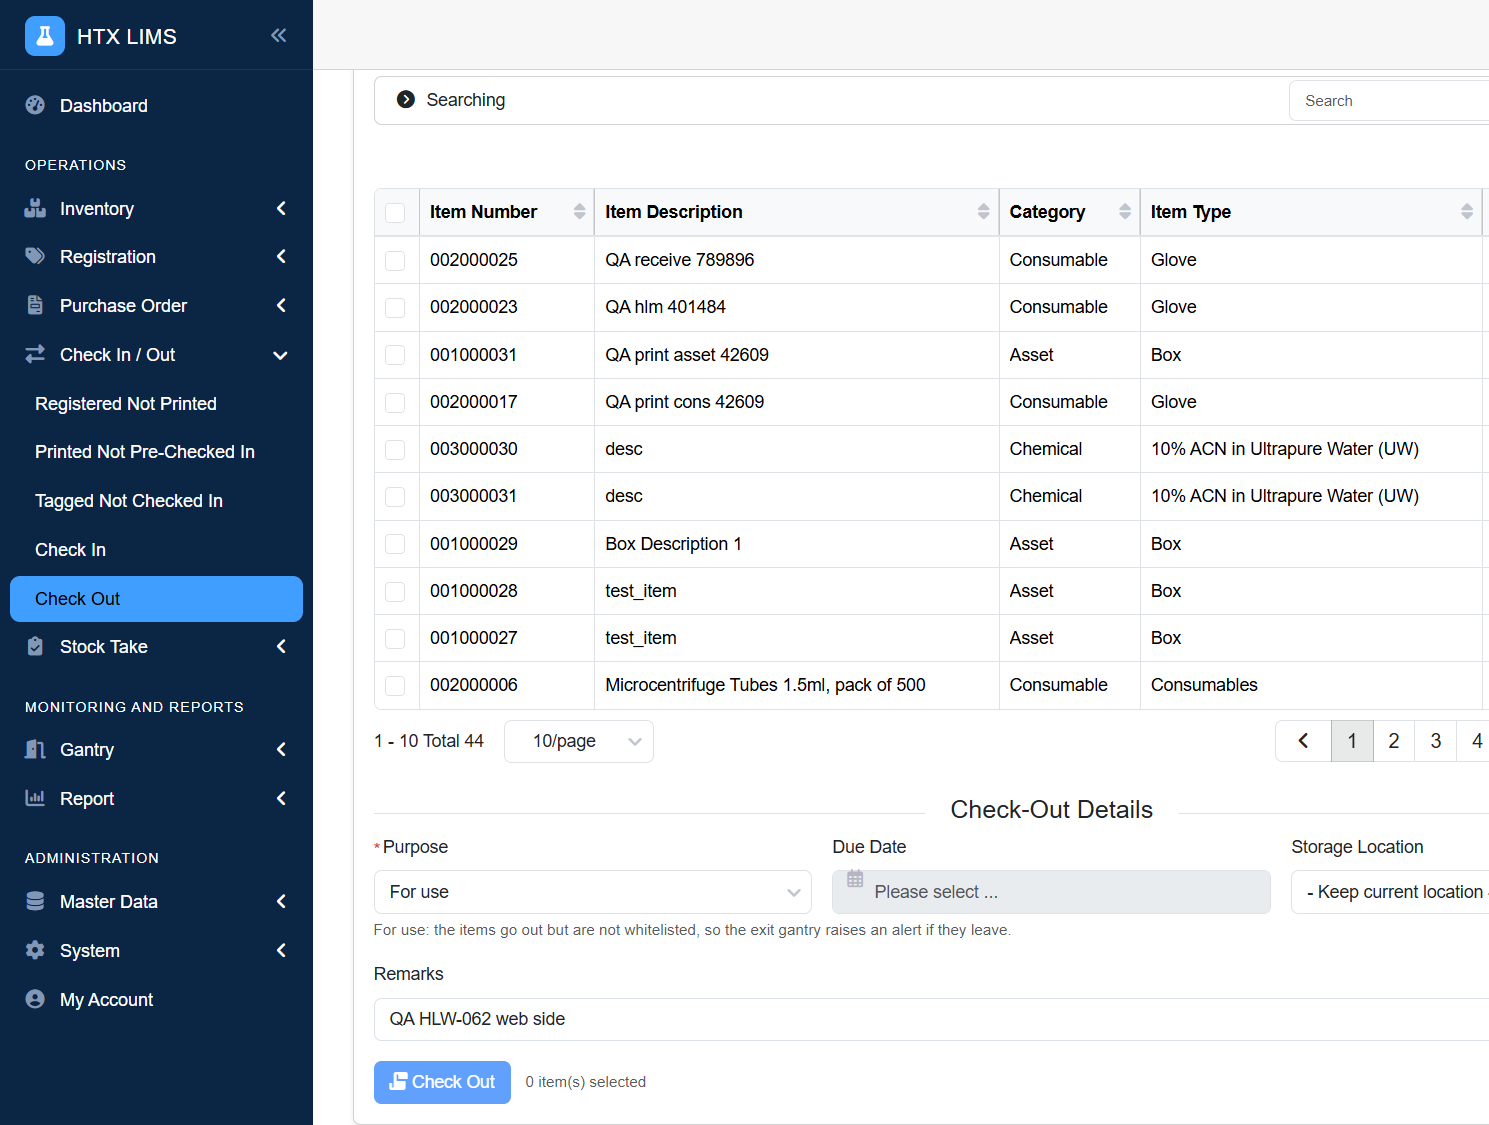 HTX LIMS
Dashboard
OPERATIONS
Inventory
Registration
Purchase Order
Check In / Out
Registered Not Printed
Printed Not Pre-Checked In
Tagged Not Checked In
Check In
Check Out
Stock Take
MONITORING AND REPORTS
Gantry
Report
ADMINISTRATION
Master Data
System
My Account
Searching
Search
Item Number Item Description Category Item Type
002000025 QA receive 789896 Consumable Glove
002000023 QA hlm 401484 Consumable Glove
001000031 QA print asset 42609 Asset Box
002000017 QA print cons 42609 Consumable Glove
003000030 desc Chemical 10% ACN in Ultrapure Water (UW)
003000031 desc Chemical 10% ACN in Ultrapure Water (UW)
001000029 Box Description 1 Asset Box
001000028 test_item Asset Box
001000027 test_item Asset Box
002000006 Microcentrifuge Tubes 1.5ml, pack of 500 Consumable Consumables
1 - 10 Total 44 10/page 1 2 3 4
Check-Out Details
*Purpose Due Date Storage Location
For use Please select ... - Keep current location
For use: the items go out but are not whitelisted, so the exit gantry raises an alert if they leave.
Remarks
QA HLW-062 web side
Check Out 0 item(s) selected